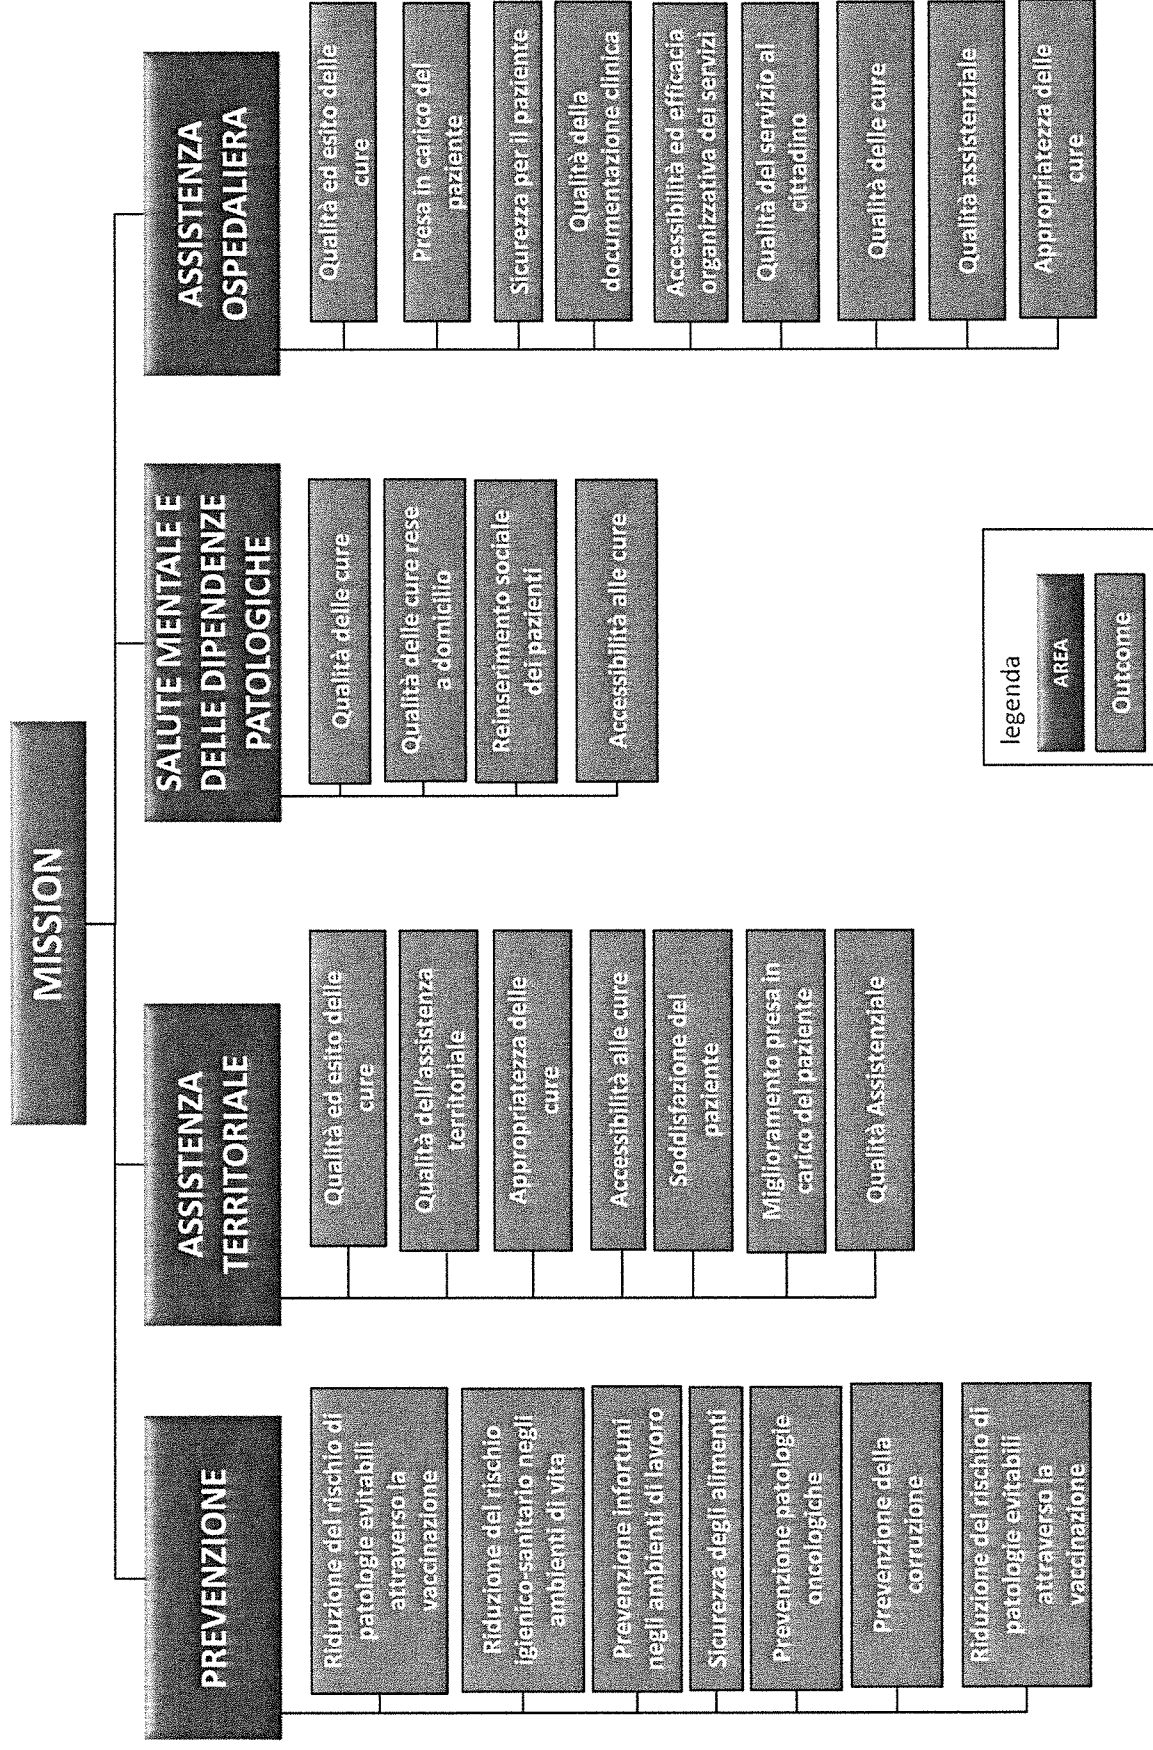 MISSION
PREVENZIONE
Riduzione del rischio di
patologie evitabili
attraverso la
vaccinazione
Riduzione del rischio
igienico-sanitario negli
ambienti di vita
Prevenzione infortuni
negli ambienti di lavoro
Sicurezza degli alimenti
Prevenzione patologie
oncologiche
Prevenzione della
corruzione
Riduzione del rischio di
patologie evitabili
attraverso la
vaccinazione
ASSISTENZA
TERRITORIALE
Qualità ed esito delle
cure
Qualità dell'assistenza
territoriale
Appropriatezza delle
cure
Accessibilità alle cure
Soddisfazione del
paziente
Miglioramento presa in
carico del paziente
Qualità Assistenziale
SALUTE MENTALE E
DELLE DIPENDENZE
PATOLOGICHE
Qualità delle cure
Qualità delle cure rese
a domicilio
Reinserimento sociale
dei pazienti
Accessibilità alle cure
ASSISTENZA
OSPEDALIERA
Qualità ed esito delle
cure
Presa in carico del
paziente
Sicurezza per il paziente
Qualità della
documentazione clinica
Accessibilità ed efficacia
organizzativa dei servizi
Qualità del servizio al
cittadino
Qualità delle cure
Qualità assistenziale
Appropriatezza delle
cure
legenda
AREA
Outcome